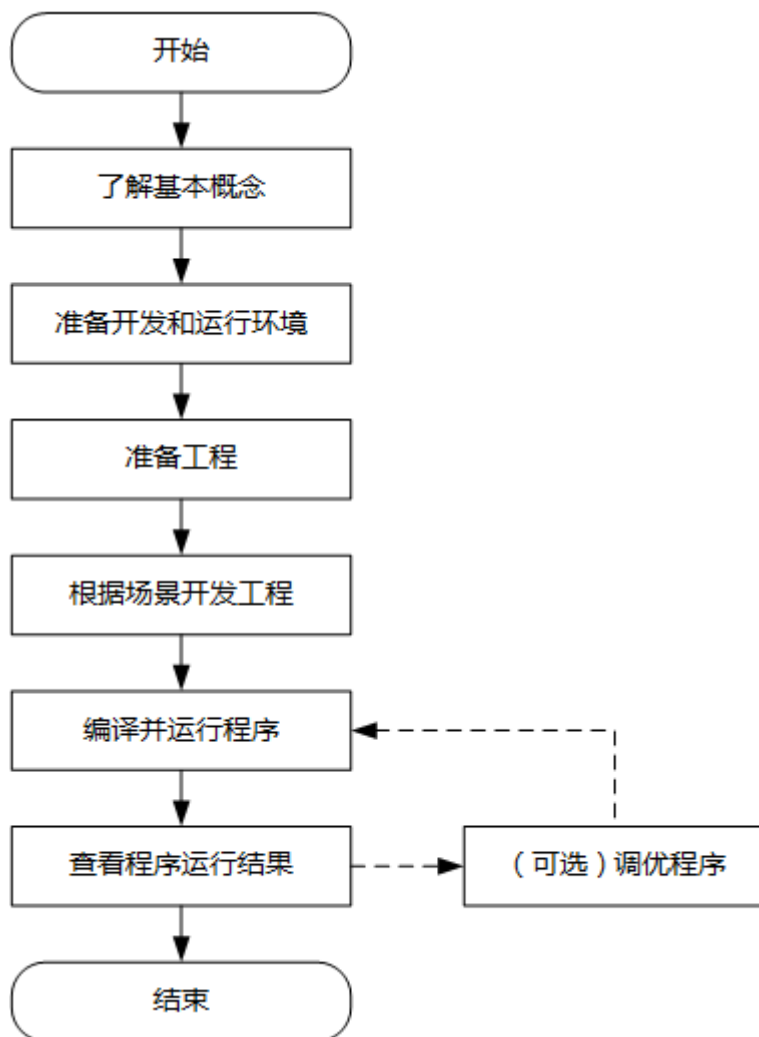 开始
了解基本概念
准备开发和运行环境
准备工程
根据场景开发工程
编译并运行程序
查看程序运行结果
（可选）调优程序
结束